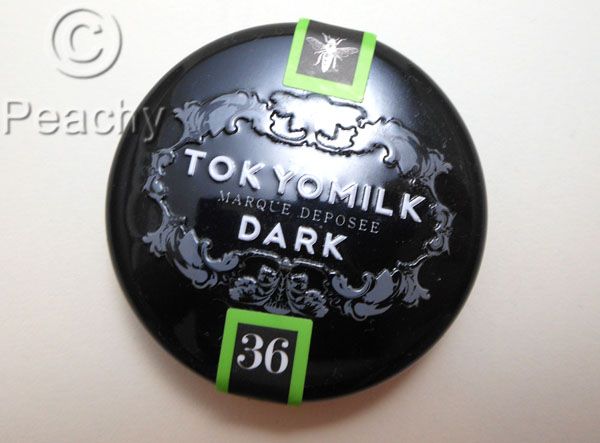 ©
Peachy
TOKYOMILK
MARQUE DEPOSEE
DARK
36